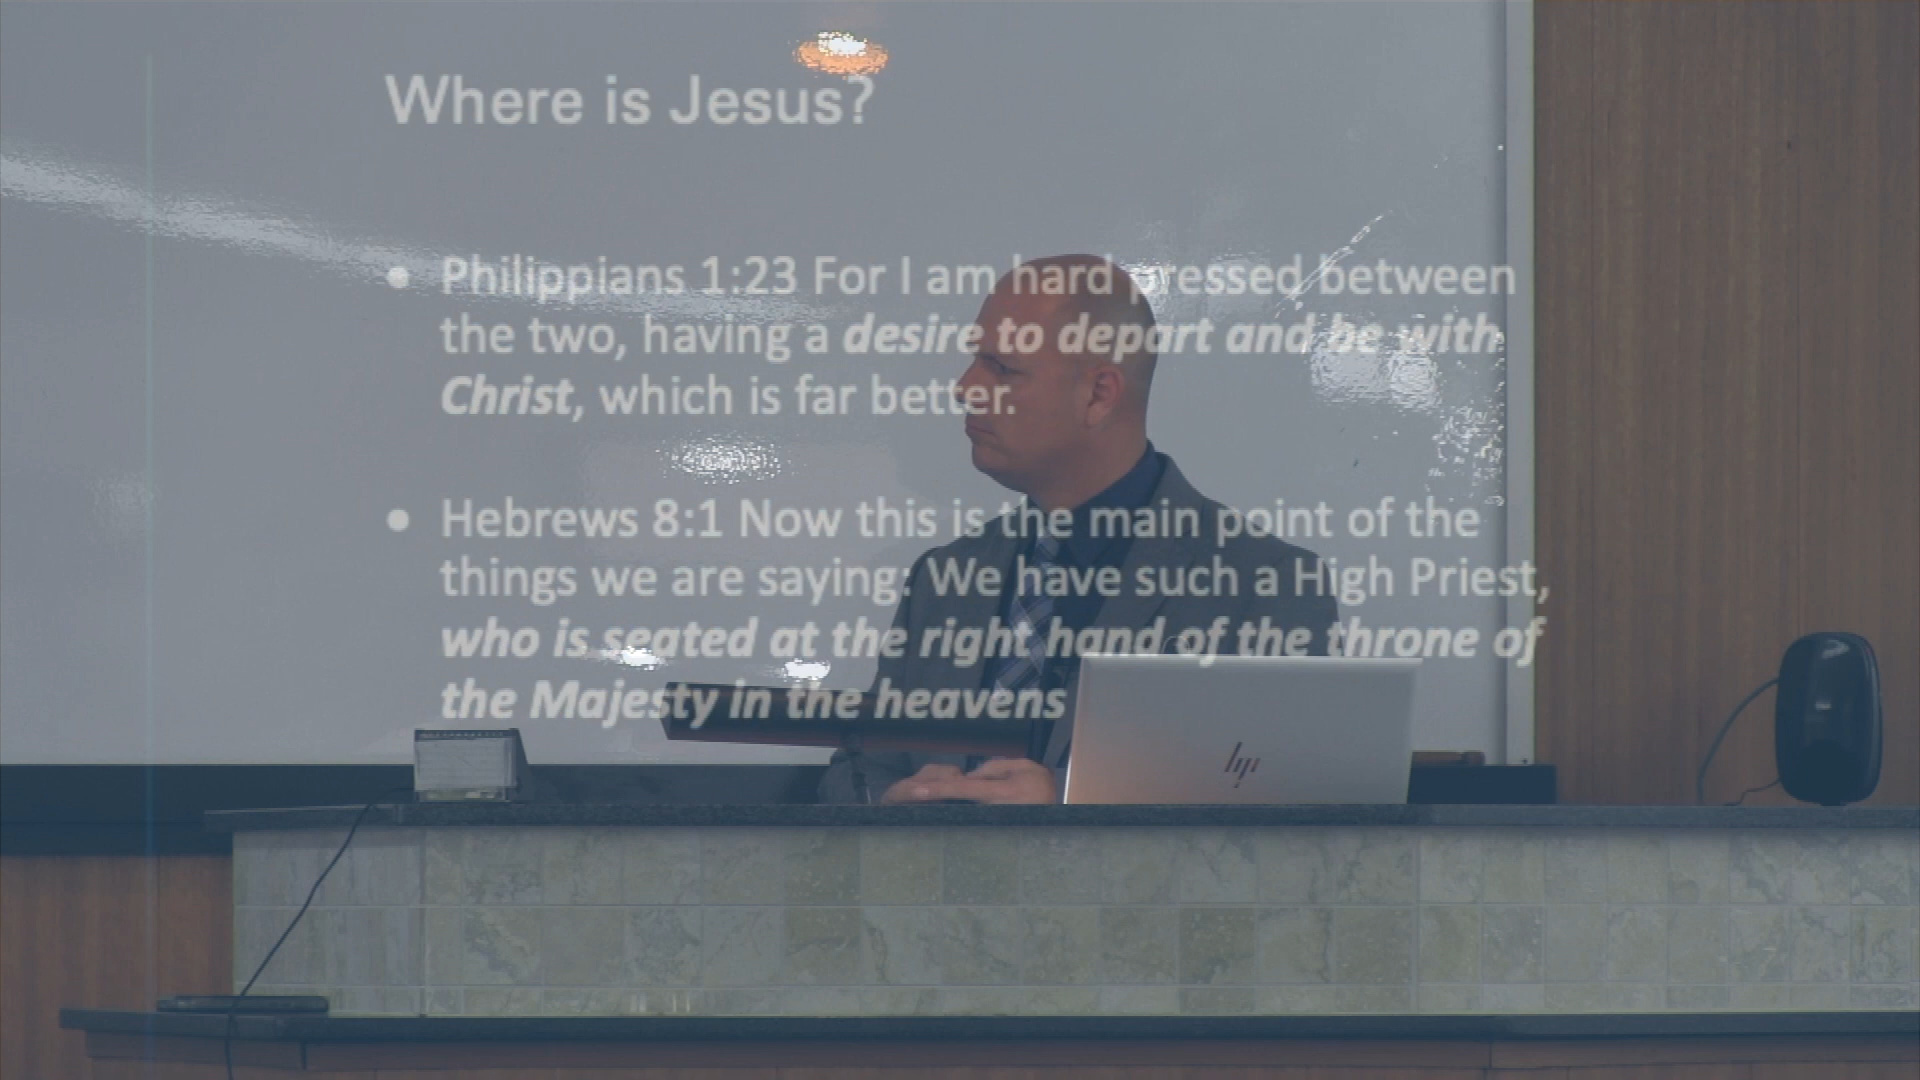 Where is Jesus?
• Philippians 1:23 For I am hard pressed between
the two, having a desire to depart and be with
Christ, which is far better.
• Hebrews 8:1 Now this is the main point of the
things we are saying: We have such a High Priest,
who is seated at the right hand of the throne of
the Majesty in the heavens
hp